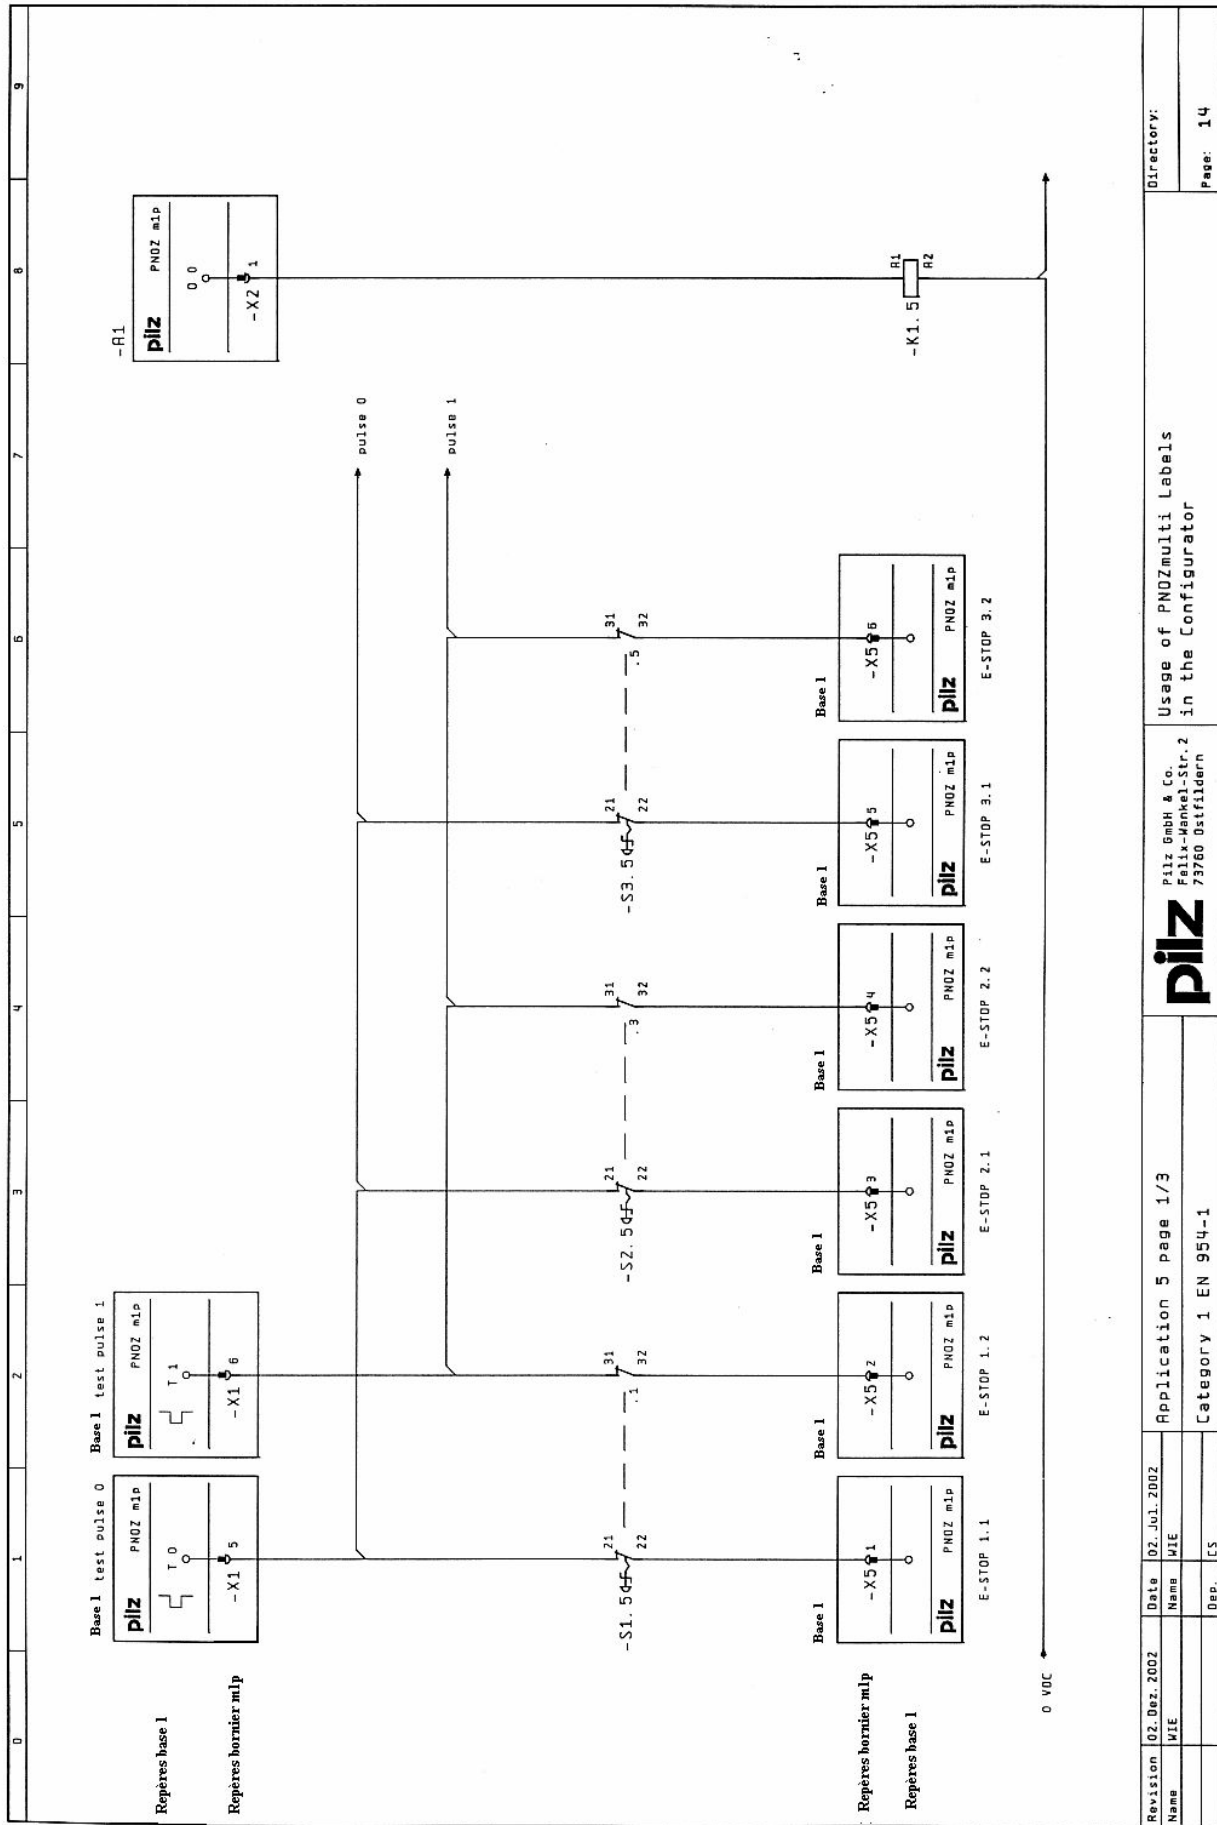 0 1 2 3 4 5 6 7 8 9
Repères base 1
Repères bornier m1p
Base 1 test pulse 0
pilz PNOZ m1p
T 0
-X1 5
Base 1 test pulse 1
pilz PNOZ m1p
T 1
-X1 6
-A1
pilz PNOZ m1p
O 0
-X2 1
pulse 0
pulse 1
-S1.5 21 22
.1 31 32
-S2.5 21 22
.3 31 32
-S3.5 21 22
.5 31 32
-K1.5 A1 A2
Repères bornier m1p
Repères base 1
Base 1
-X5 1
pilz PNOZ m1p
E-STOP 1.1
Base 1
-X5 2
pilz PNOZ m1p
E-STOP 1.2
Base 1
-X5 3
pilz PNOZ m1p
E-STOP 2.1
Base 1
-X5 4
pilz PNOZ m1p
E-STOP 2.2
Base 1
-X5 5
pilz PNOZ m1p
E-STOP 3.1
Base 1
-X5 6
pilz PNOZ m1p
E-STOP 3.2
0 VDC
Revision 02.Dez.2002
Name WIE
Date 02.Jul.2002
Name WIE
Dep. CS
Application 5 page 1/3
Category 1 EN 954-1
pilz
Pilz GmbH & Co.
Felix-Wankel-Str.2
73760 Ostfildern
Usage of PNOZmulti Labels
in the Configurator
Directory:
Page: 14